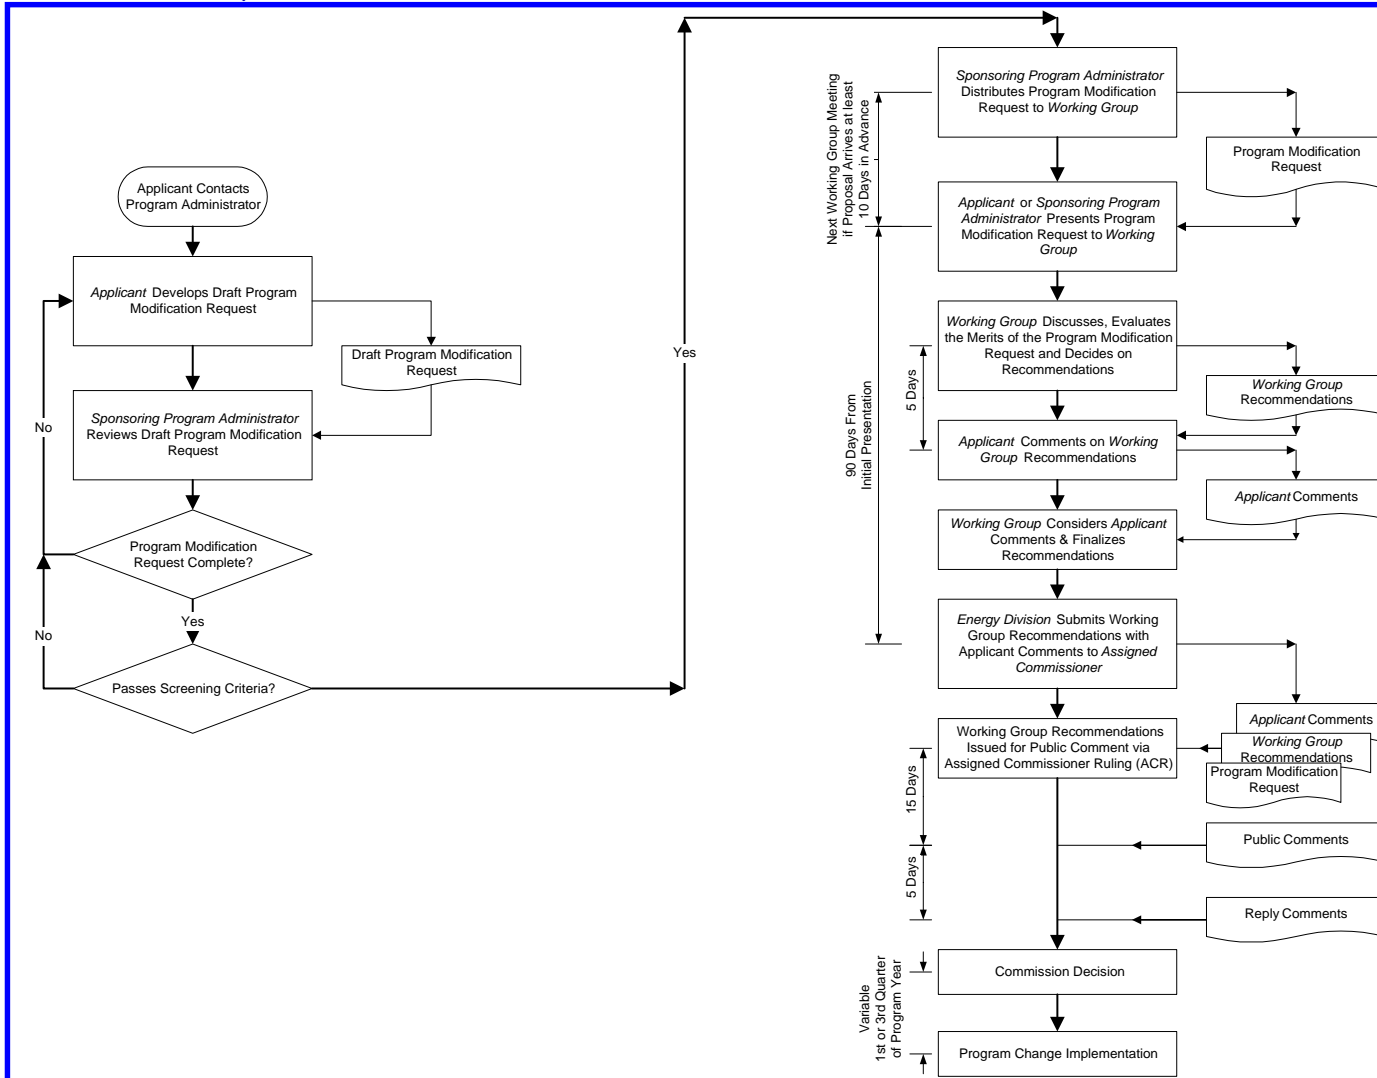 Applicant Contacts
Program Administrator
Applicant Develops Draft Program
Modification Request
Draft Program Modification
Request
Sponsoring Program Administrator
Reviews Draft Program Modification
Request
No
Program Modification
Request Complete?
Yes
No
Passes Screening Criteria?
Yes
Sponsoring Program Administrator
Distributes Program Modification
Request to Working Group
Next Working Group Meeting
if Proposal Arrives at least
10 Days in Advance
Program Modification
Request
Applicant or Sponsoring Program
Administrator Presents Program
Modification Request to Working
Group
Working Group Discusses, Evaluates
the Merits of the Program Modification
Request and Decides on
Recommendations
5 Days
Working Group
Recommendations
90 Days From
Initial Presentation
Applicant Comments on Working
Group Recommendations
Applicant Comments
Working Group Considers Applicant
Comments & Finalizes
Recommendations
Energy Division Submits Working
Group Recommendations with
Applicant Comments to Assigned
Commissioner
Applicant Comments
Working Group
Recommendations
Program Modification
Request
Working Group Recommendations
Issued for Public Comment via
Assigned Commissioner Ruling (ACR)
15 Days
Public Comments
5 Days
Reply Comments
Commission Decision
Variable
1st or 3rd Quarter
of Program Year
Program Change Implementation